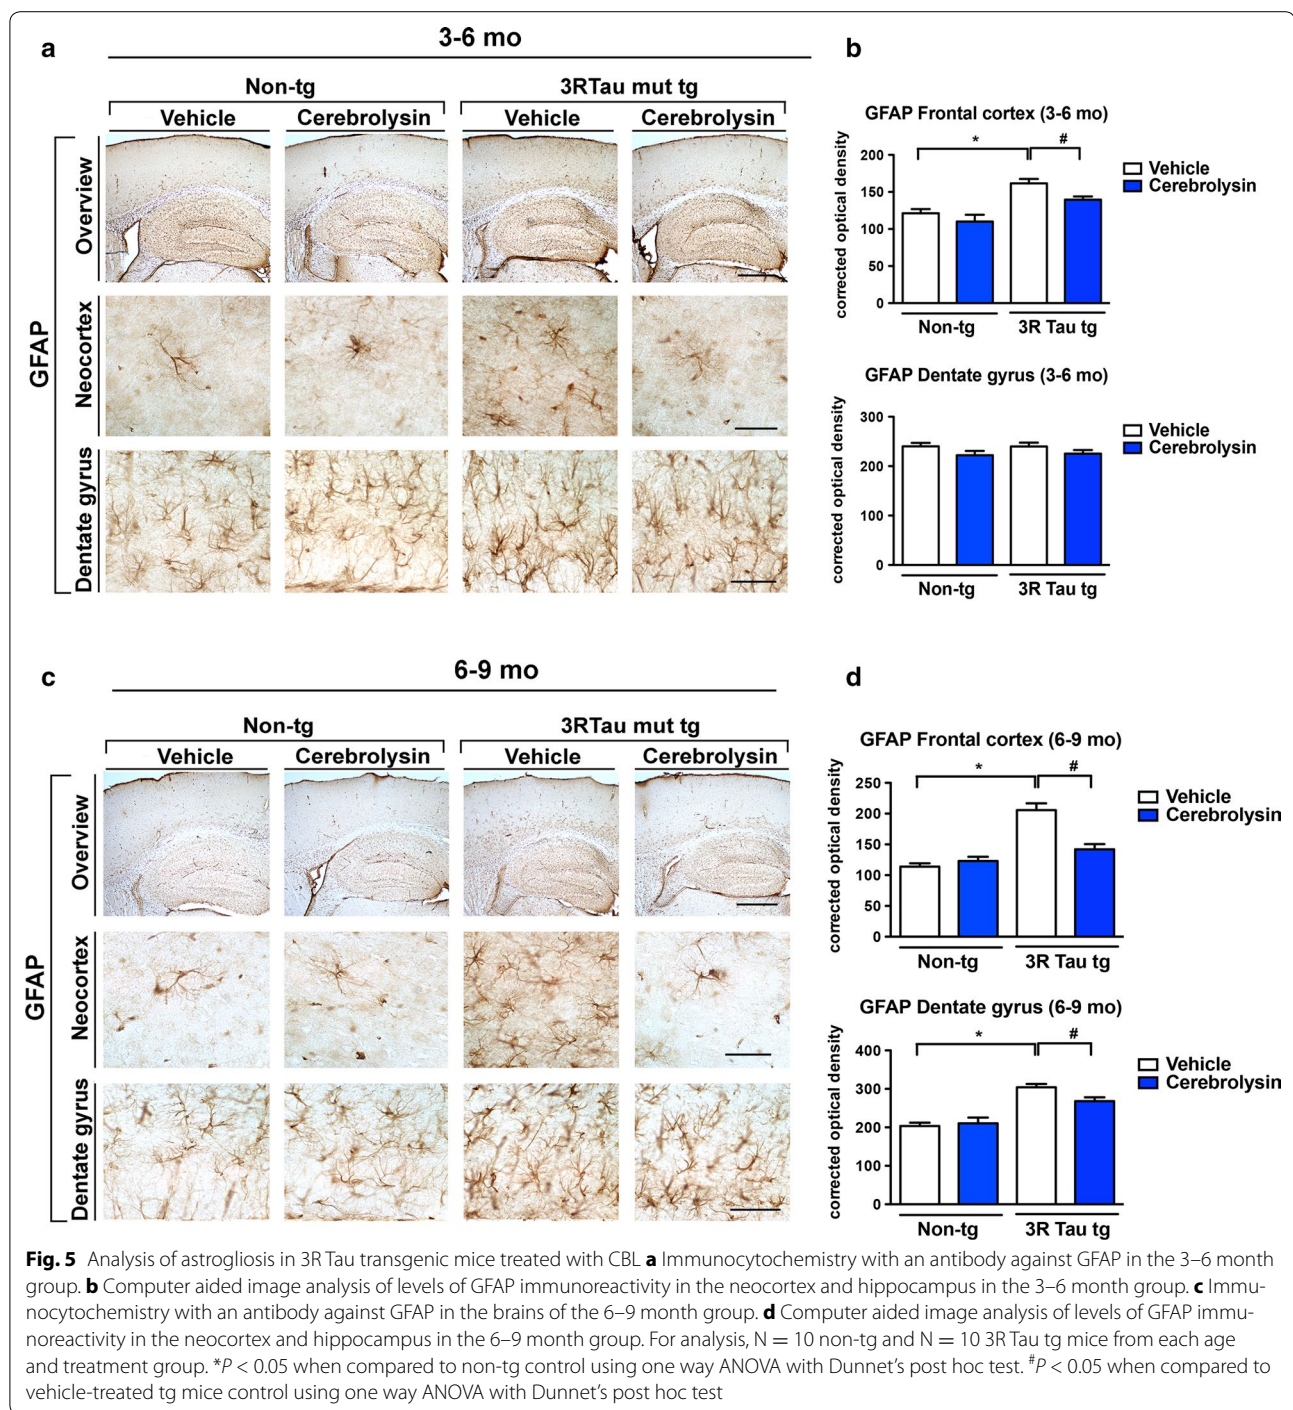 a
3-6 mo
Non-tg
3RTau mut tg
Vehicle
Cerebrolysin
Vehicle
Cerebrolysin
GFAP
Overview
Neocortex
Dentate gyrus
b
GFAP Frontal cortex (3-6 mo)
*
#
corrected optical density
200
150
100
50
0
Non-tg
3R Tau tg
Vehicle
Cerebrolysin
GFAP Dentate gyrus (3-6 mo)
corrected optical density
300
200
100
0
Non-tg
3R Tau tg
Vehicle
Cerebrolysin
c
6-9 mo
Non-tg
3RTau mut tg
Vehicle
Cerebrolysin
Vehicle
Cerebrolysin
GFAP
Overview
Neocortex
Dentate gyrus
d
GFAP Frontal cortex (6-9 mo)
*
#
corrected optical density
250
200
150
100
50
0
Non-tg
3R Tau tg
Vehicle
Cerebrolysin
GFAP Dentate gyrus (6-9 mo)
*
#
corrected optical density
400
300
200
100
0
Non-tg
3R Tau tg
Vehicle
Cerebrolysin
Fig. 5 Analysis of astrogliosis in 3R Tau transgenic mice treated with CBL a Immunocytochemistry with an antibody against GFAP in the 3–6 month
group. b Computer aided image analysis of levels of GFAP immunoreactivity in the neocortex and hippocampus in the 3–6 month group. c Immu-
nocytochemistry with an antibody against GFAP in the brains of the 6–9 month group. d Computer aided image analysis of levels of GFAP immu-
noreactivity in the neocortex and hippocampus in the 6–9 month group. For analysis, N = 10 non-tg and N = 10 3R Tau tg mice from each age
and treatment group. *P < 0.05 when compared to non-tg control using one way ANOVA with Dunnet's post hoc test. #P < 0.05 when compared to
vehicle-treated tg mice control using one way ANOVA with Dunnet's post hoc test